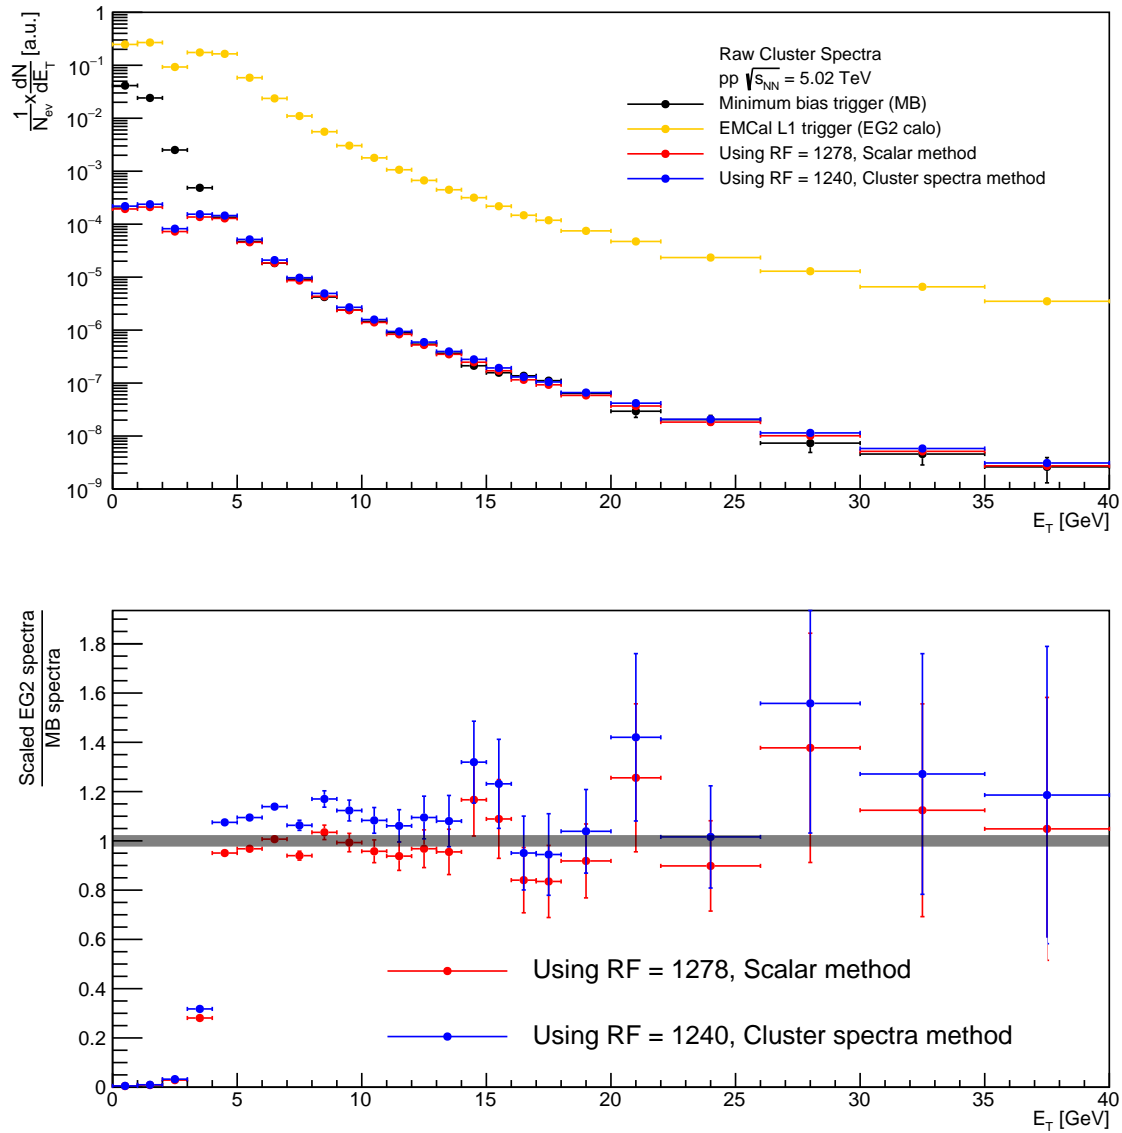 1
10⁻¹
10⁻²
10⁻³
10⁻⁴
10⁻⁵
10⁻⁶
10⁻⁷
10⁻⁸
10⁻⁹
1/N_ev x dN/dE_T [a.u.]
Raw Cluster Spectra
pp √s_NN = 5.02 TeV
Minimum bias trigger (MB)
EMCal L1 trigger (EG2 calo)
Using RF = 1278, Scalar method
Using RF = 1240, Cluster spectra method
0 5 10 15 20 25 30 35 40
E_T [GeV]
Scaled EG2 spectra
MB spectra
1.8
1.6
1.4
1.2
1
0.8
0.6
0.4
0.2
0
Using RF = 1278, Scalar method
Using RF = 1240, Cluster spectra method
0 5 10 15 20 25 30 35 40
E_T [GeV]